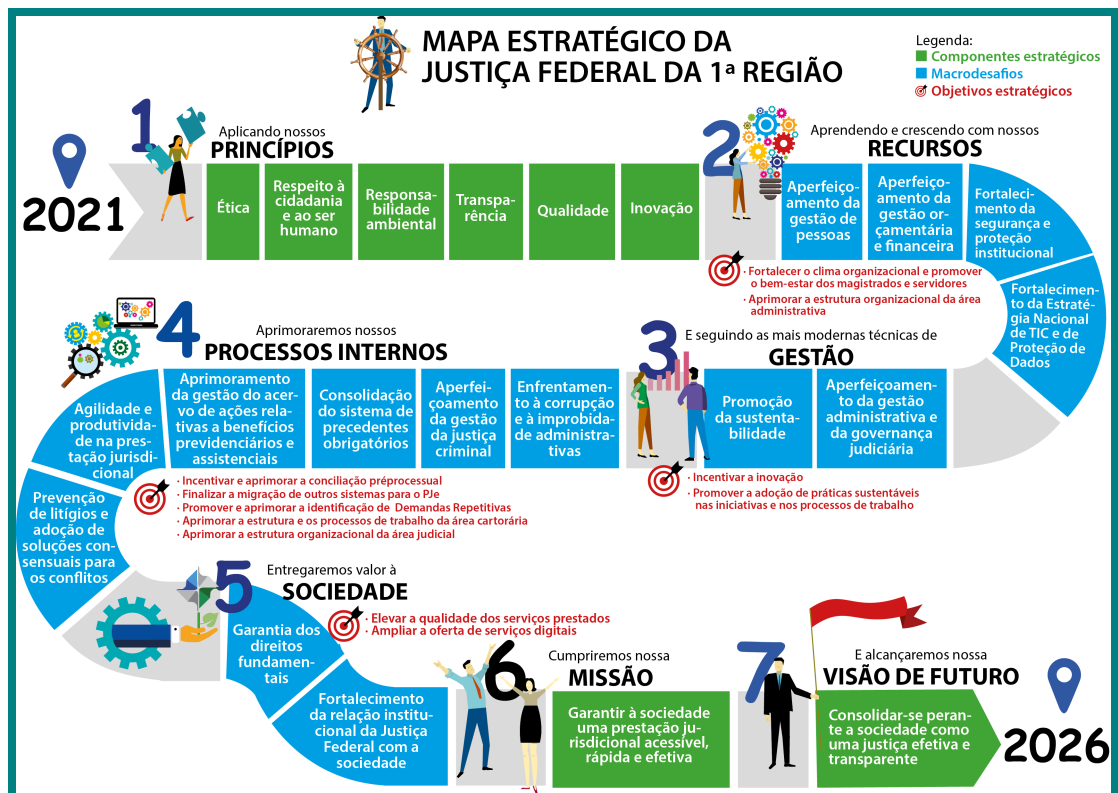 MAPA ESTRATÉGICO DA
JUSTIÇA FEDERAL DA 1ª REGIÃO
Legenda:
Componentes estratégicos
Macrodesafios
Objetivos estratégicos
2021
1
Aplicando nossos
PRINCÍPIOS
Ética
Respeito à
cidadania
e ao ser
humano
Responsa-
bilidade
ambiental
Transpa-
rência
Qualidade
Inovação
2
Aprendendo e crescendo com nossos
RECURSOS
Aperfeiço-
amento da
gestão de
pessoas
Aperfeiço-
amento da
gestão or-
çamentária
e financeira
Fortaleci-
mento da
segurança e
proteção
institucional
Fortalecimen-
to da Estraté-
gia Nacional
de TIC e de
Proteção de
Dados
· Fortalecer o clima organizacional e promover
o bem-estar dos magistrados e servidores
· Aprimorar a estrutura organizacional da área
administrativa
3
E seguindo as mais modernas técnicas de
GESTÃO
Promoção
da sustenta-
bilidade
Aperfeiçoamen-
to da gestão
administrativa e
da governança
judiciária
· Incentivar a inovação
· Promover a adoção de práticas sustentáveis
nas iniciativas e nos processos de trabalho
4
Aprimoraremos nossos
PROCESSOS INTERNOS
Enfrentamen-
to à corrupção
e à improbida-
de administra-
tivas
Aperfei-
çoamento
da gestão
da justiça
criminal
Consolidação
do sistema de
precedentes
obrigatórios
Aprimoramento
da gestão do acer-
vo de ações rela-
tivas a benefícios
previdenciários e
assistenciais
Agilidade e
produtivida-
de na pres-
tação jurisdi-
cional
Prevenção
de litígios e
adoção de
soluções con-
sensuais para
os conflitos
· Incentivar e aprimorar a conciliação préprocessual
· Finalizar a migração de outros sistemas para o PJe
· Promover e aprimorar a identificação de Demandas Repetitivas
· Aprimorar a estrutura e os processos de trabalho da área cartorária
· Aprimorar a estrutura organizacional da área judicial
5
Entregaremos valor à
SOCIEDADE
Garantia dos
direitos
fundamen-
tais
Fortalecimento
da relação institu-
cional da Justiça
Federal com a
sociedade
· Elevar a qualidade dos serviços prestados
· Ampliar a oferta de serviços digitais
6
Cumpriremos nossa
MISSÃO
Garantir à sociedade
uma prestação ju-
risdicional acessível,
rápida e efetiva
7
E alcançaremos nossa
VISÃO DE FUTURO
Consolidar-se peran-
te a sociedade como
uma justiça efetiva e
transparente
2026